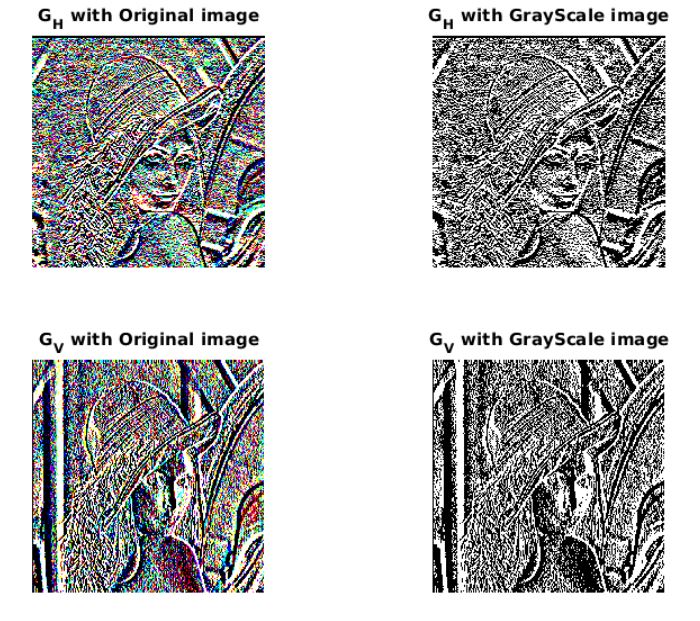 G_H with Original image
G_H with GrayScale image
G_V with Original image
G_V with GrayScale image